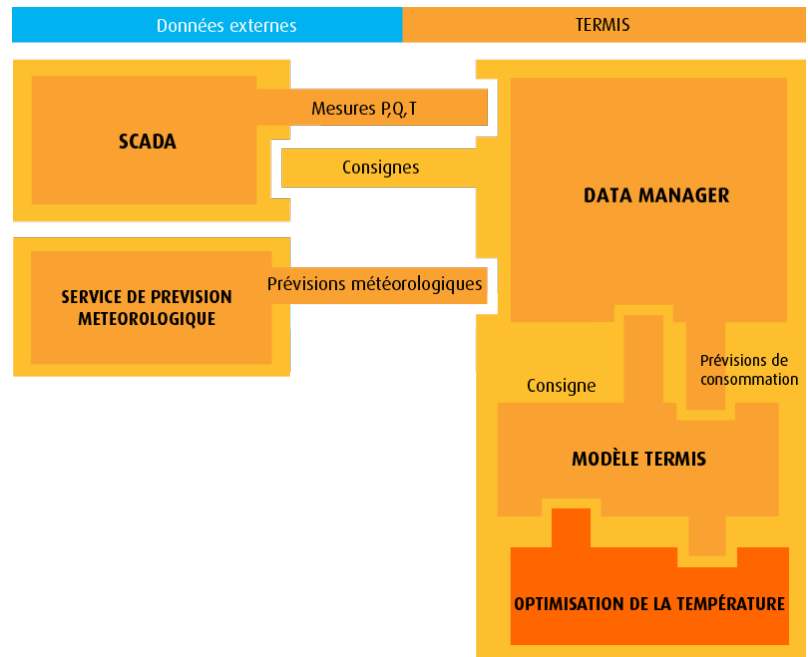 Données externes
TERMIS
Mesures P,Q,T
SCADA
Consignes
DATA MANAGER
Prévisions météorologiques
SERVICE DE PREVISION
METEOROLOGIQUE
Prévisions de
consommation
Consigne
MODÈLE TERMIS
OPTIMISATION DE LA TEMPÉRATURE